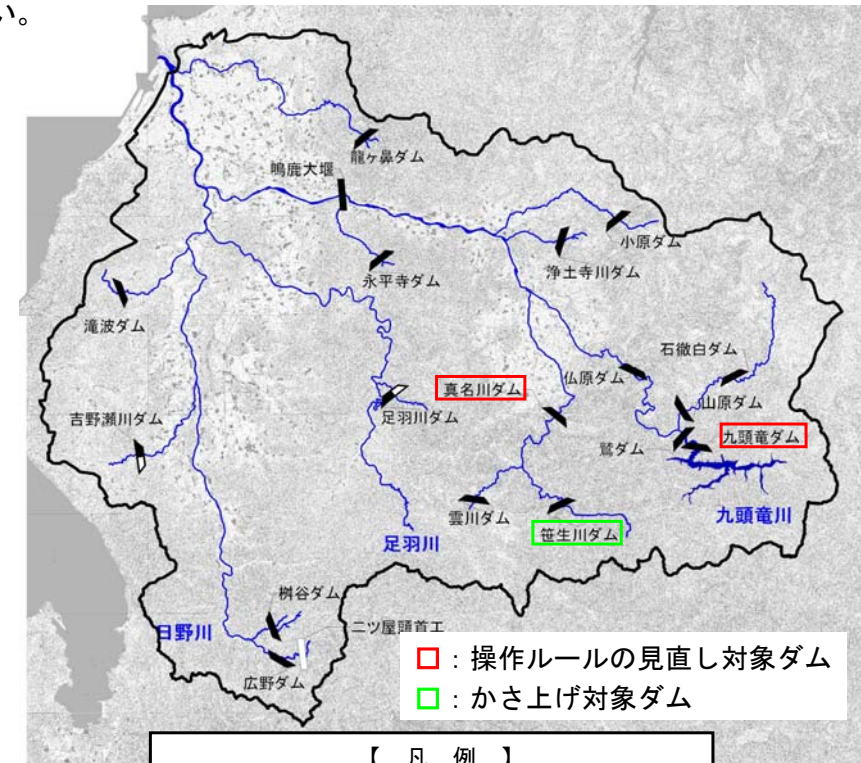 い。
龍ヶ鼻ダム
鳴鹿大堰
小原ダム
浄土寺川ダム
永平寺ダム
滝波ダム
石徹白ダム
仏原ダム
真名川ダム
山原ダム
足羽川ダム
吉野瀬川ダム
九頭竜ダム
鷲ダム
九頭竜川
雲川ダム
笹生川ダム
足羽川
桝谷ダム
日野川
二ツ屋頭首工
広野ダム
：操作ルールの見直し対象ダム
：かさ上げ対象ダム
【 凡 例 】